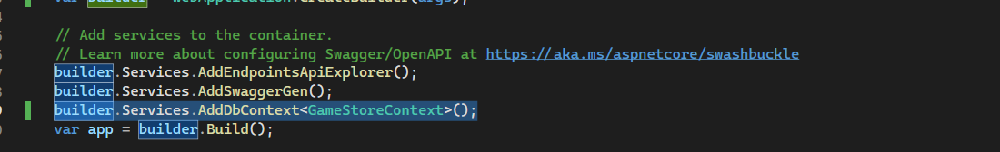 var builder = WebApplication.CreateBuilder(args);
// Add services to the container.
// Learn more about configuring Swagger/OpenAPI at https://aka.ms/aspnetcore/swashbuckle
builder.Services.AddEndpointsApiExplorer();
builder.Services.AddSwaggerGen();
builder.Services.AddDbContext<GameStoreContext>();
var app = builder.Build();